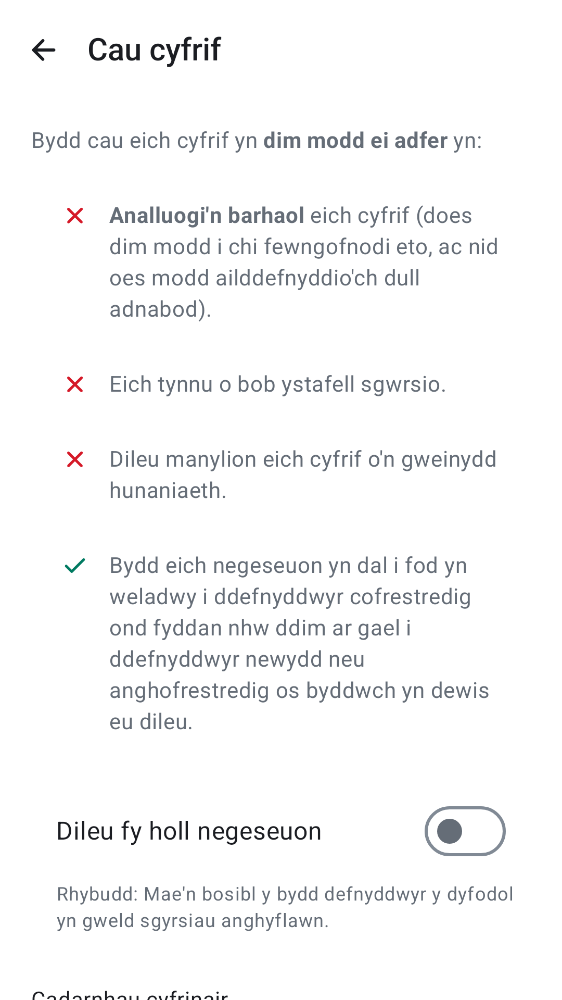 Cau cyfrif
Bydd cau eich cyfrif yn dim modd ei adfer yn:
Analluogi'n barhaol eich cyfrif (does
dim modd i chi fewngofnodi eto, ac nid
oes modd ailddefnyddio'ch dull
adnabod).
Eich tynnu o bob ystafell sgwrsio.
Dileu manylion eich cyfrif o'n gweinydd
hunaniaeth.
Bydd eich negeseuon yn dal i fod yn
weladwy i ddefnyddwyr cofrestredig
ond fyddan nhw ddim ar gael i
ddefnyddwyr newydd neu
anghofrestredig os byddwch yn dewis
eu dileu.
Dileu fy holl negeseuon
Rhybudd: Mae'n bosibl y bydd defnyddwyr y dyfodol
yn gweld sgyrsiau anghyflawn.
Cadarnhau cyfrinair